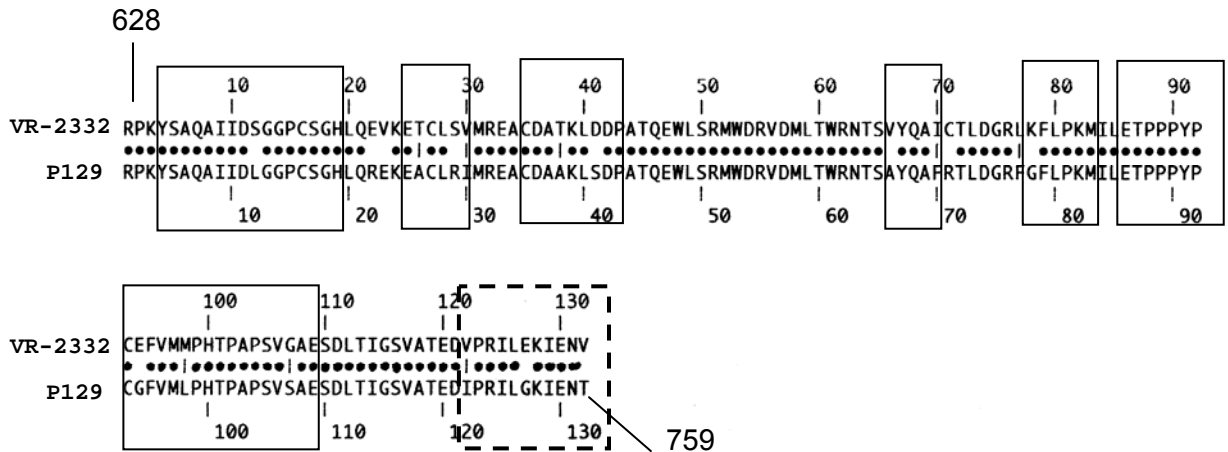 628
10 20 30 40 50 60 70 80 90
VR-2332 RPKYSAQAIIDSGGPCSGHLQEVKETCLSVMREACDATKLDDPATQEWLSRMWDRVDMLTWRNTSVYQAICTLDGRLKFLPKMILETPPPYP
P129 RPKYSAQAIIDLGGPCSGHLQREKEACLRIMREACDAAKLSDPATQEWLSRMWDRVDMLTWRNTSAYQAFRTLDGRFGFLPKMILETPPPYP
10 20 30 40 50 60 70 80 90
100 110 120 130
VR-2332 CEFVMMPHTPAPSVGAESDLTIGSVATEDVPRILEKIENV
P129 CGFVMLPHTPAPSVSAESDLTIGSVATEDIPRILGKIENT
100 110 120 130
759